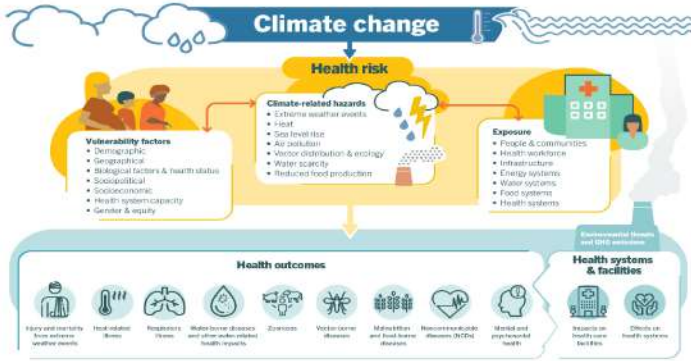 Climate change
Health risk
Climate-related hazards
• Extreme weather events
• Heat
• Sea level rise
• Air pollution
• Vector distribution & ecology
• Water scarcity
• Reduced food production
Vulnerability factors
• Demographic
• Geographical
• Biological factors & health status
• Sociopolitical
• Socioeconomic
• Health system capacity
• Gender & equity
Exposure
• People & communities
• Health workforce
• Infrastructure
• Energy systems
• Water systems
• Food systems
• Health systems
Environmental threats
and GHG emissions
Health outcomes
Injury and mortality
from extreme
weather events
Heat-related
illness
Respiratory
illness
Water-borne diseases
and other water-related
health impacts
Zoonoses
Vector-borne
diseases
Malnutrition
and food-borne
diseases
Noncommunicable
diseases (NCDs)
Mental and
psychosocial
health
Health systems
& facilities
Impacts on
health care
facilities
Effects on
health systems